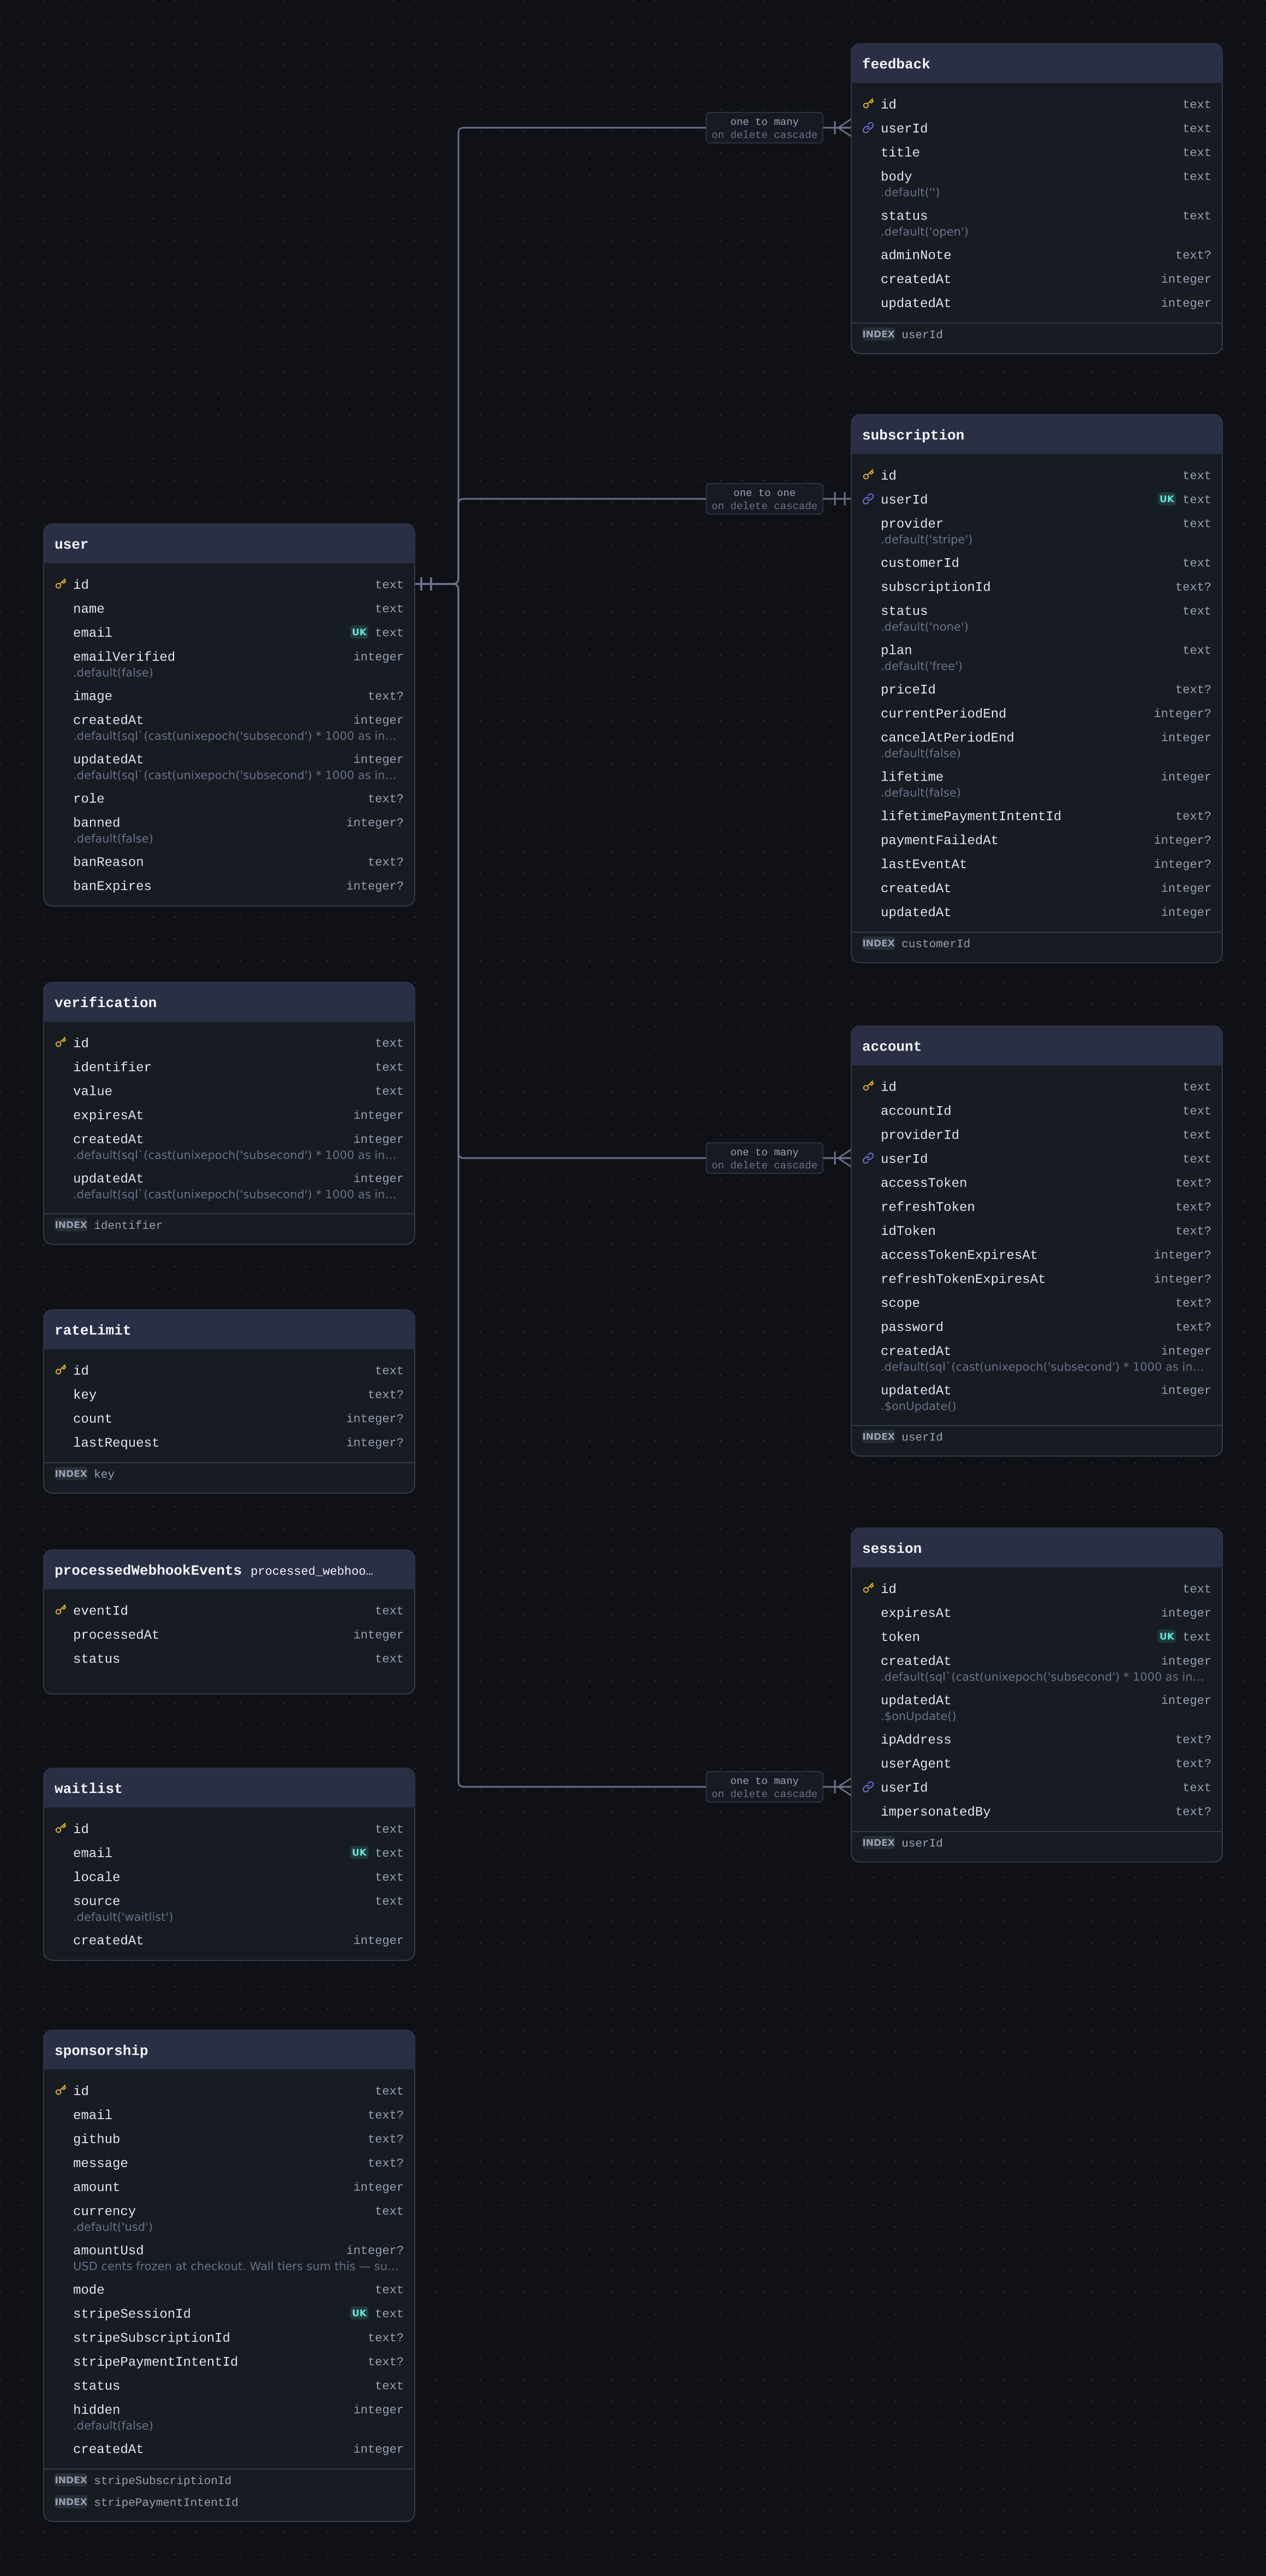 feedback
id text
userId text
title text
body text
.default('')
status text
.default('open')
adminNote text?
createdAt integer
updatedAt integer
INDEX userId
one to many
on delete cascade
subscription
id text
userId UK text
provider text
.default('stripe')
customerId text
subscriptionId text?
status text
.default('none')
plan text
.default('free')
priceId text?
currentPeriodEnd integer?
cancelAtPeriodEnd integer
.default(false)
lifetime integer
.default(false)
lifetimePaymentIntentId text?
paymentFailedAt integer?
lastEventAt integer?
createdAt integer
updatedAt integer
INDEX customerId
one to one
on delete cascade
user
id text
name text
email UK text
emailVerified integer
.default(false)
image text?
createdAt integer
.default(sql`(cast(unixepoch('subsecond') * 1000 as in…
updatedAt integer
.default(sql`(cast(unixepoch('subsecond') * 1000 as in…
role text?
banned integer?
.default(false)
banReason text?
banExpires integer?
verification
id text
identifier text
value text
expiresAt integer
createdAt integer
.default(sql`(cast(unixepoch('subsecond') * 1000 as in…
updatedAt integer
.default(sql`(cast(unixepoch('subsecond') * 1000 as in…
INDEX identifier
one to many
on delete cascade
account
id text
accountId text
providerId text
userId text
accessToken text?
refreshToken text?
idToken text?
accessTokenExpiresAt integer?
refreshTokenExpiresAt integer?
scope text?
password text?
createdAt integer
.default(sql`(cast(unixepoch('subsecond') * 1000 as in…
updatedAt integer
.$onUpdate()
INDEX userId
rateLimit
id text
key text?
count integer?
lastRequest integer?
INDEX key
processedWebhookEvents processed_webhoo…
eventId text
processedAt integer
status text
one to many
on delete cascade
session
id text
expiresAt integer
token UK text
createdAt integer
.default(sql`(cast(unixepoch('subsecond') * 1000 as in…
updatedAt integer
.$onUpdate()
ipAddress text?
userAgent text?
userId text
impersonatedBy text?
INDEX userId
waitlist
id text
email UK text
locale text
source text
.default('waitlist')
createdAt integer
sponsorship
id text
email text?
github text?
message text?
amount integer
currency text
.default('usd')
amountUsd integer?
USD cents frozen at checkout. Wall tiers sum this — su…
mode text
stripeSessionId UK text
stripeSubscriptionId text?
stripePaymentIntentId text?
status text
hidden integer
.default(false)
createdAt integer
INDEX stripeSubscriptionId
INDEX stripePaymentIntentId